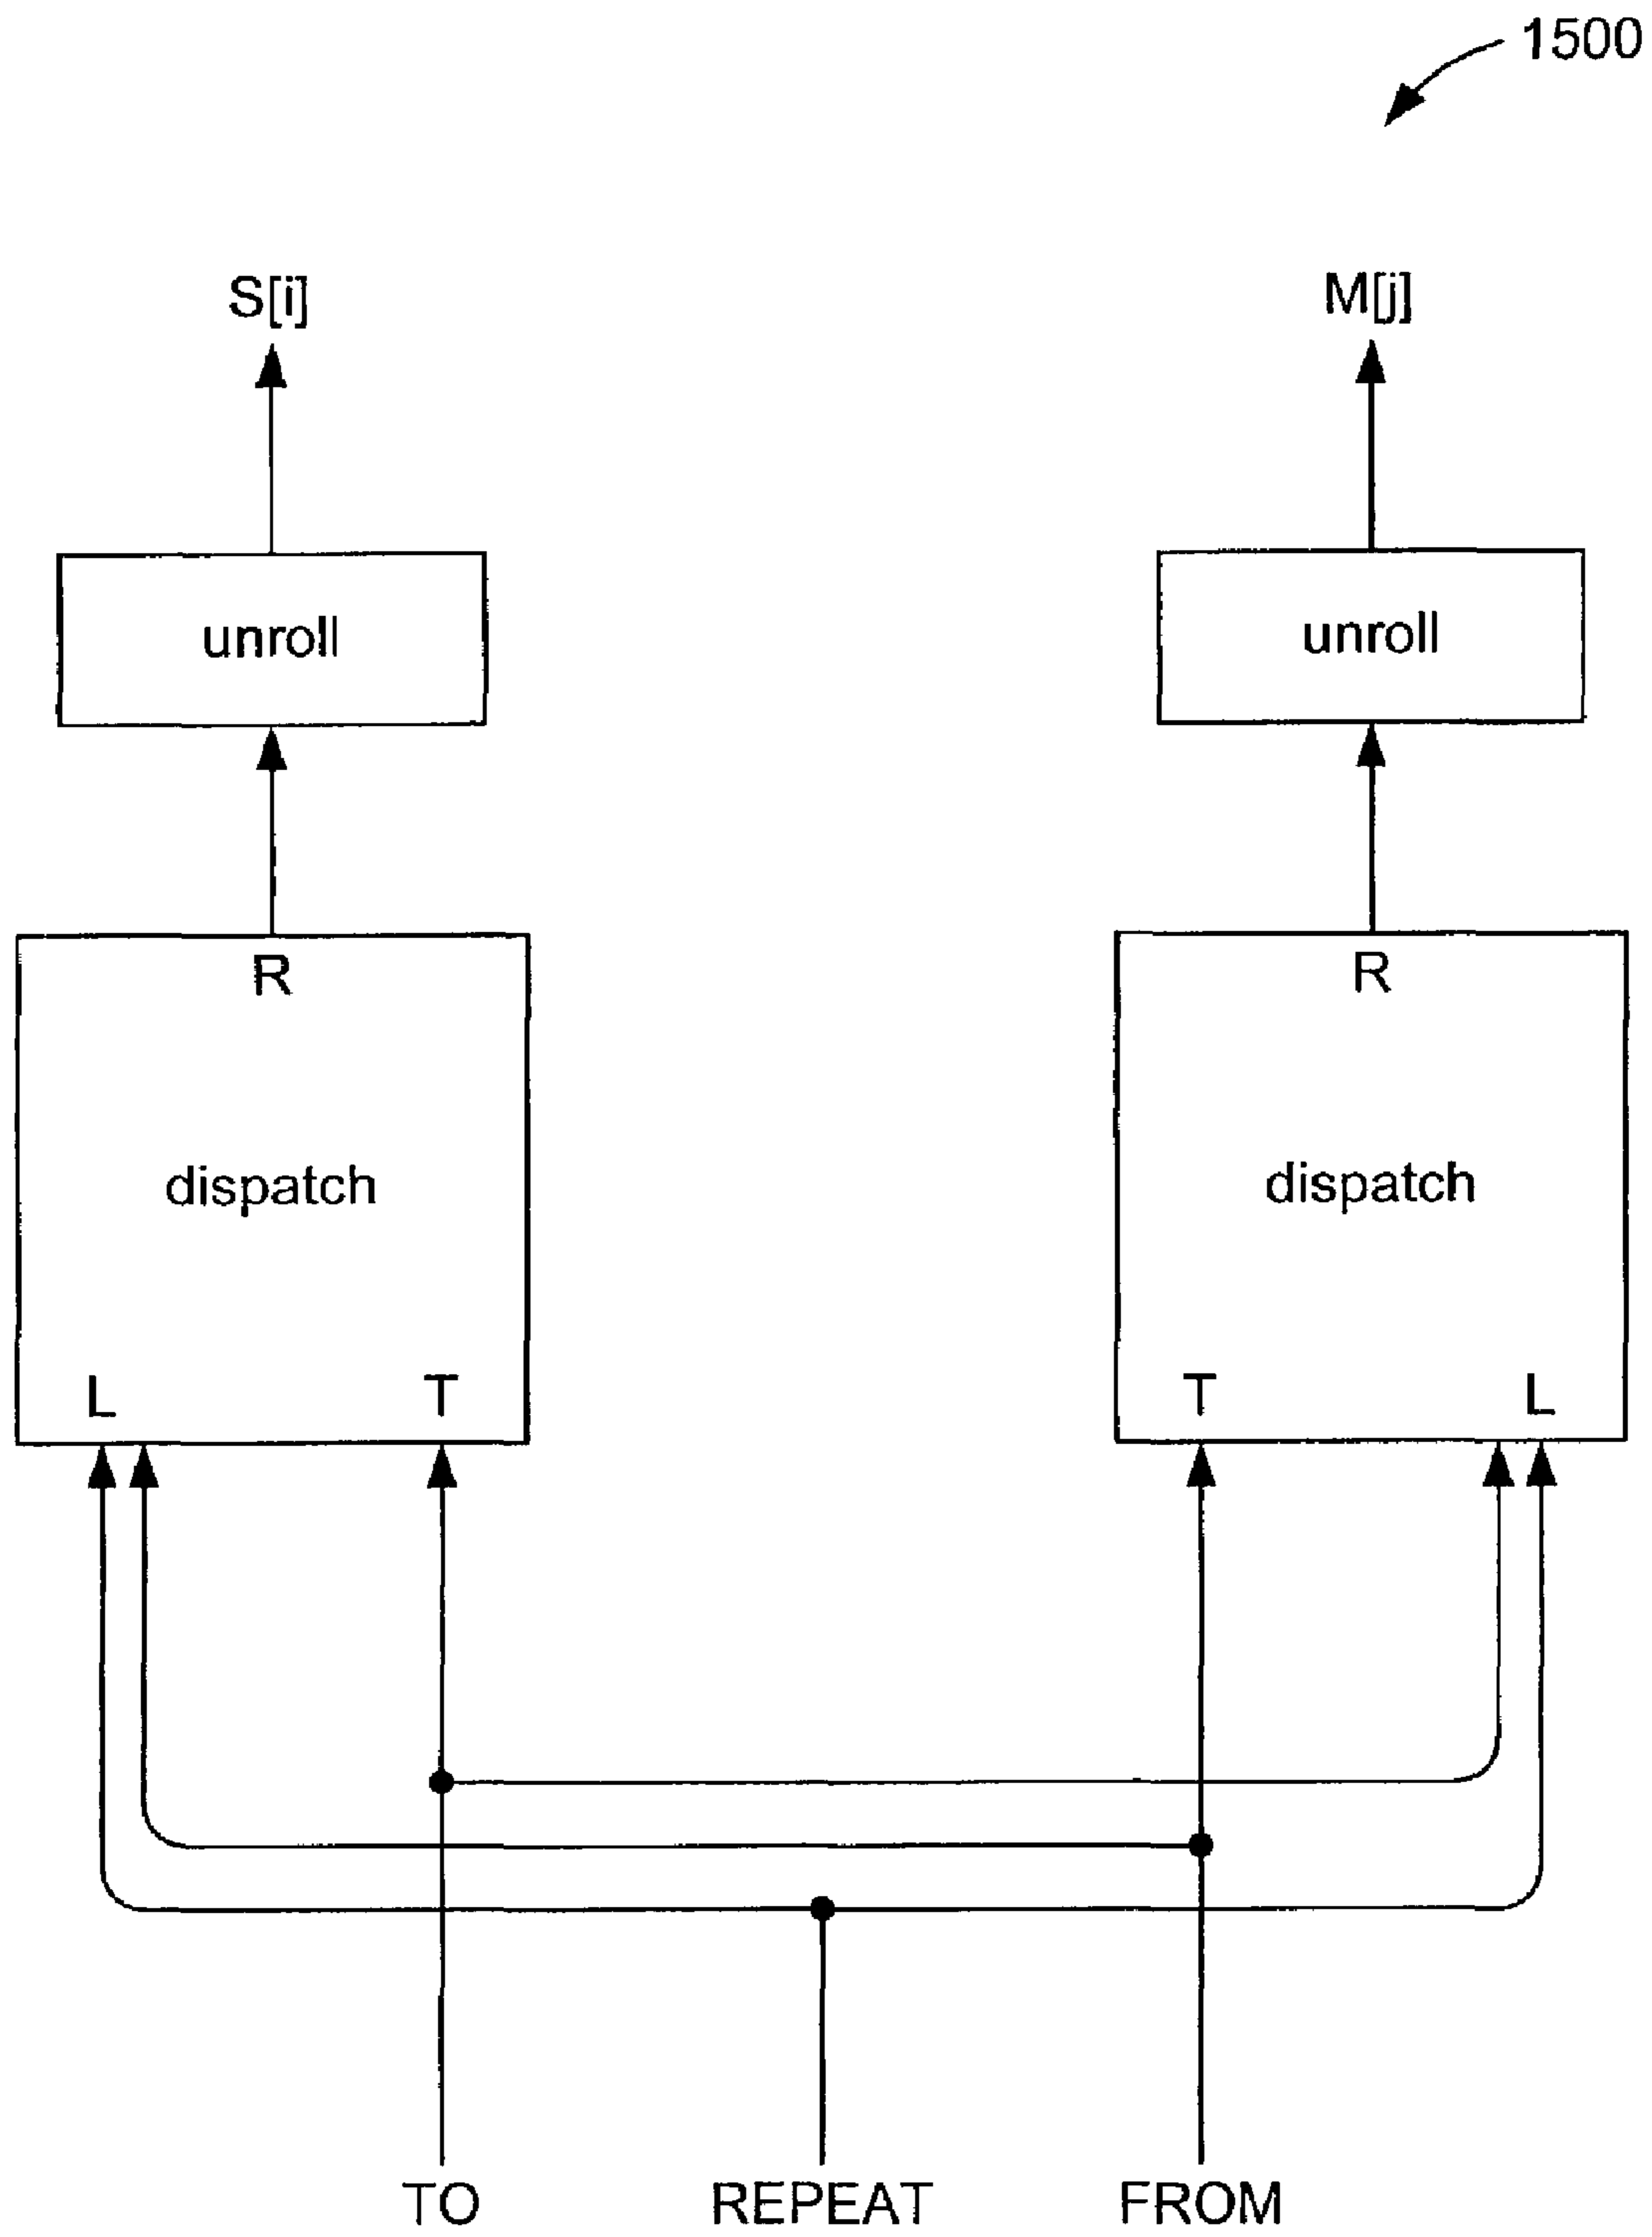 1500
S[i]
M[j]
unroll
unroll
R
R
dispatch
dispatch
L T
T L
TO REPEAT FROM